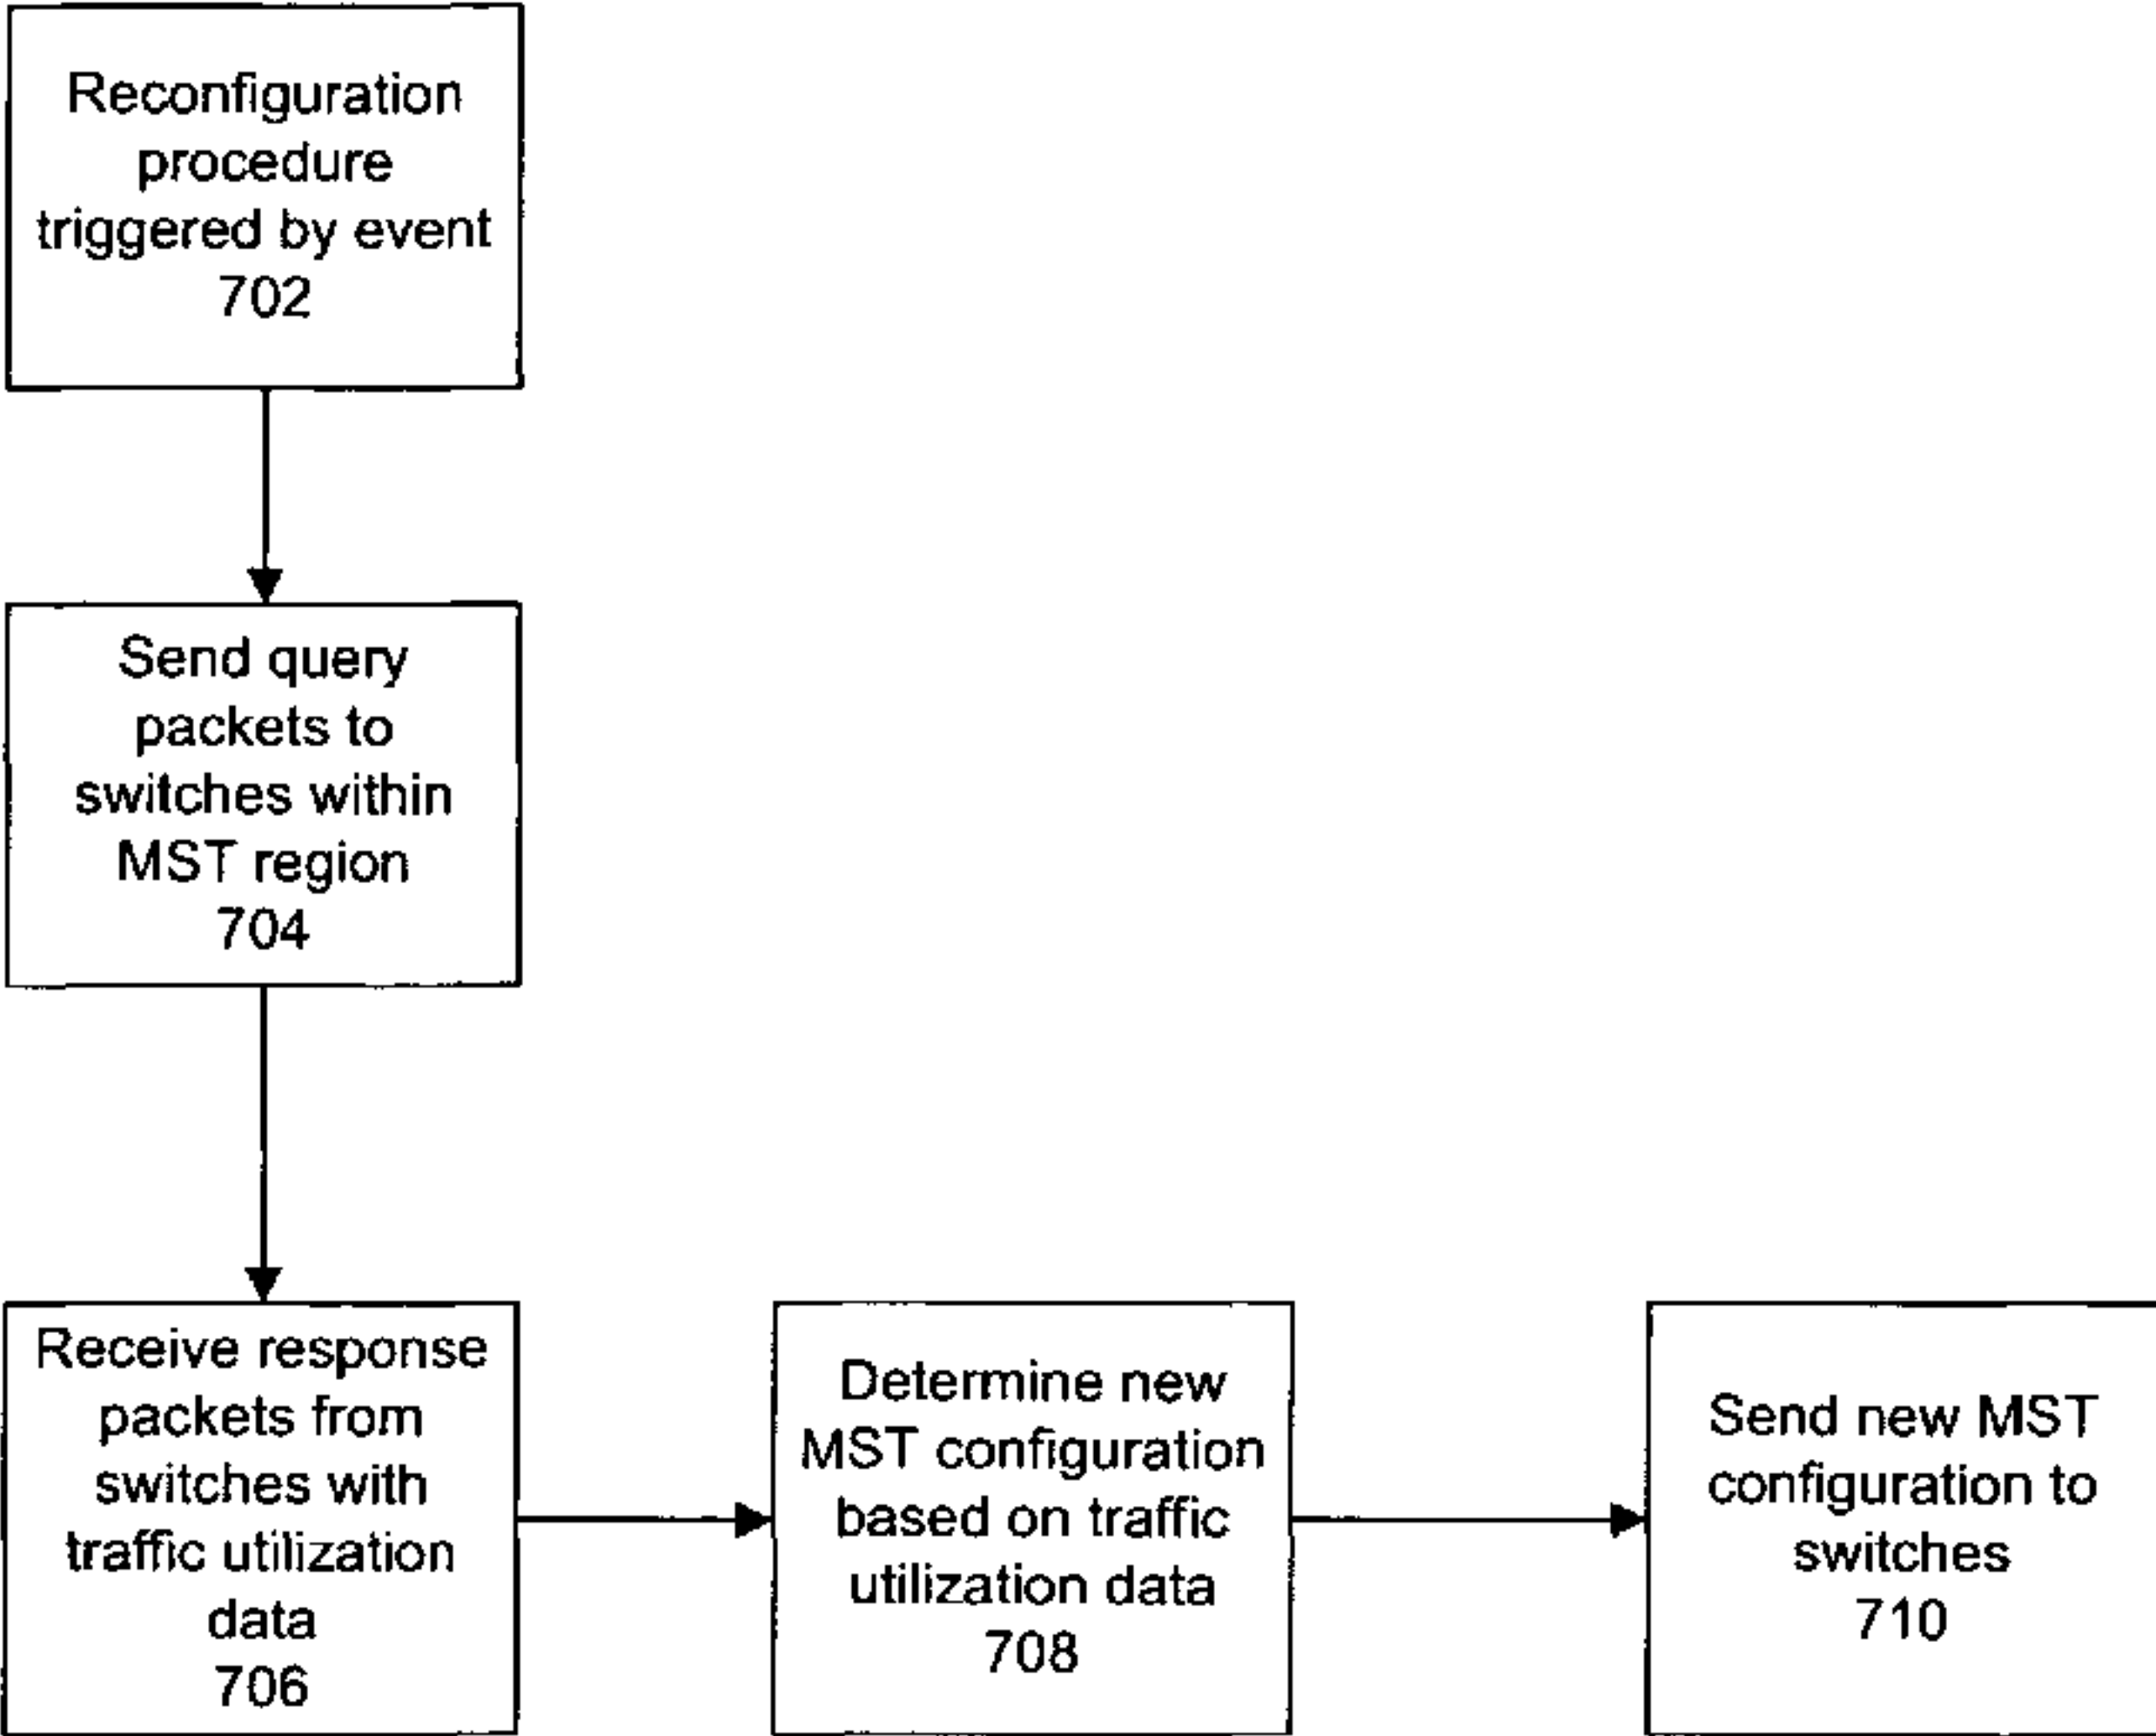 Reconfiguration
procedure
triggered by event
702
Send query
packets to
switches within
MST region
704
Receive response
packets from
switches with
traffic utilization
data
706
Determine new
MST configuration
based on traffic
utilization data
708
Send new MST
configuration to
switches
710